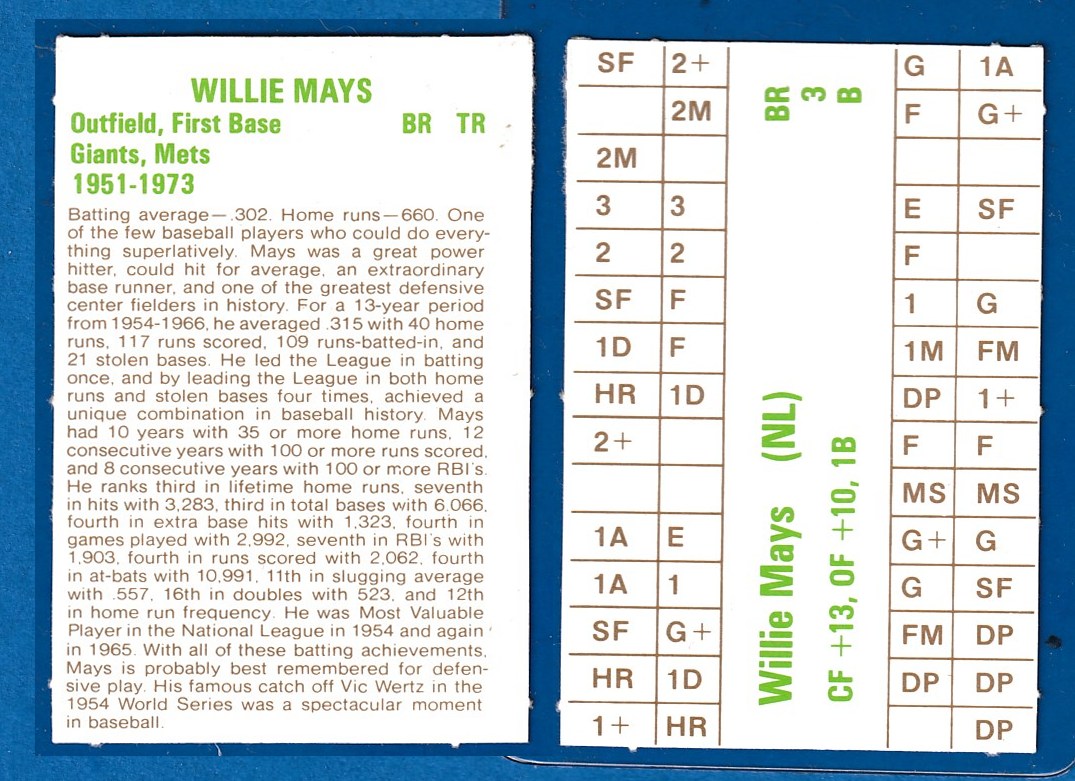 WILLIE MAYS
Outfield, First Base BR TR
Giants, Mets
1951-1973
Batting average—.302. Home runs—660. One
of the few baseball players who could do every-
thing superlatively. Mays was a great power
hitter, could hit for average, an extraordinary
base runner, and one of the greatest defensive
center fielders in history. For a 13-year period
from 1954-1966, he averaged .315 with 40 home
runs, 117 runs scored, 109 runs-batted-in, and
21 stolen bases. He led the League in batting
once, and by leading the League in both home
runs and stolen bases four times, achieved a
unique combination in baseball history. Mays
had 10 years with 35 or more home runs, 12
consecutive years with 100 or more runs scored,
and 8 consecutive years with 100 or more RBI's.
He ranks third in lifetime home runs, seventh
in hits with 3,283, third in total bases with 6,066,
fourth in extra base hits with 1,323, fourth in
games played with 2,992, seventh in RBI's with
1,903, fourth in runs scored with 2,062, fourth
in at-bats with 10,991, 11th in slugging average
with .557, 16th in doubles with 523, and 12th
in home run frequency. He was Most Valuable
Player in the National League in 1954 and again
in 1965. With all of these batting achievements,
Mays is probably best remembered for defen-
sive play. His famous catch off Vic Wertz in the
1954 World Series was a spectacular moment
in baseball.
SF 2+
2M
2M
3 3
2 2
SF F
1D F
HR 1D
2+
1A E
1A 1
SF G+
HR 1D
1+ HR
Willie Mays (NL) BR
3
CF +13, OF +10, 1B B
G 1A
F G+
E SF
F
1 G
1M FM
DP 1+
F F
MS MS
G+ G
G SF
FM DP
DP DP
DP